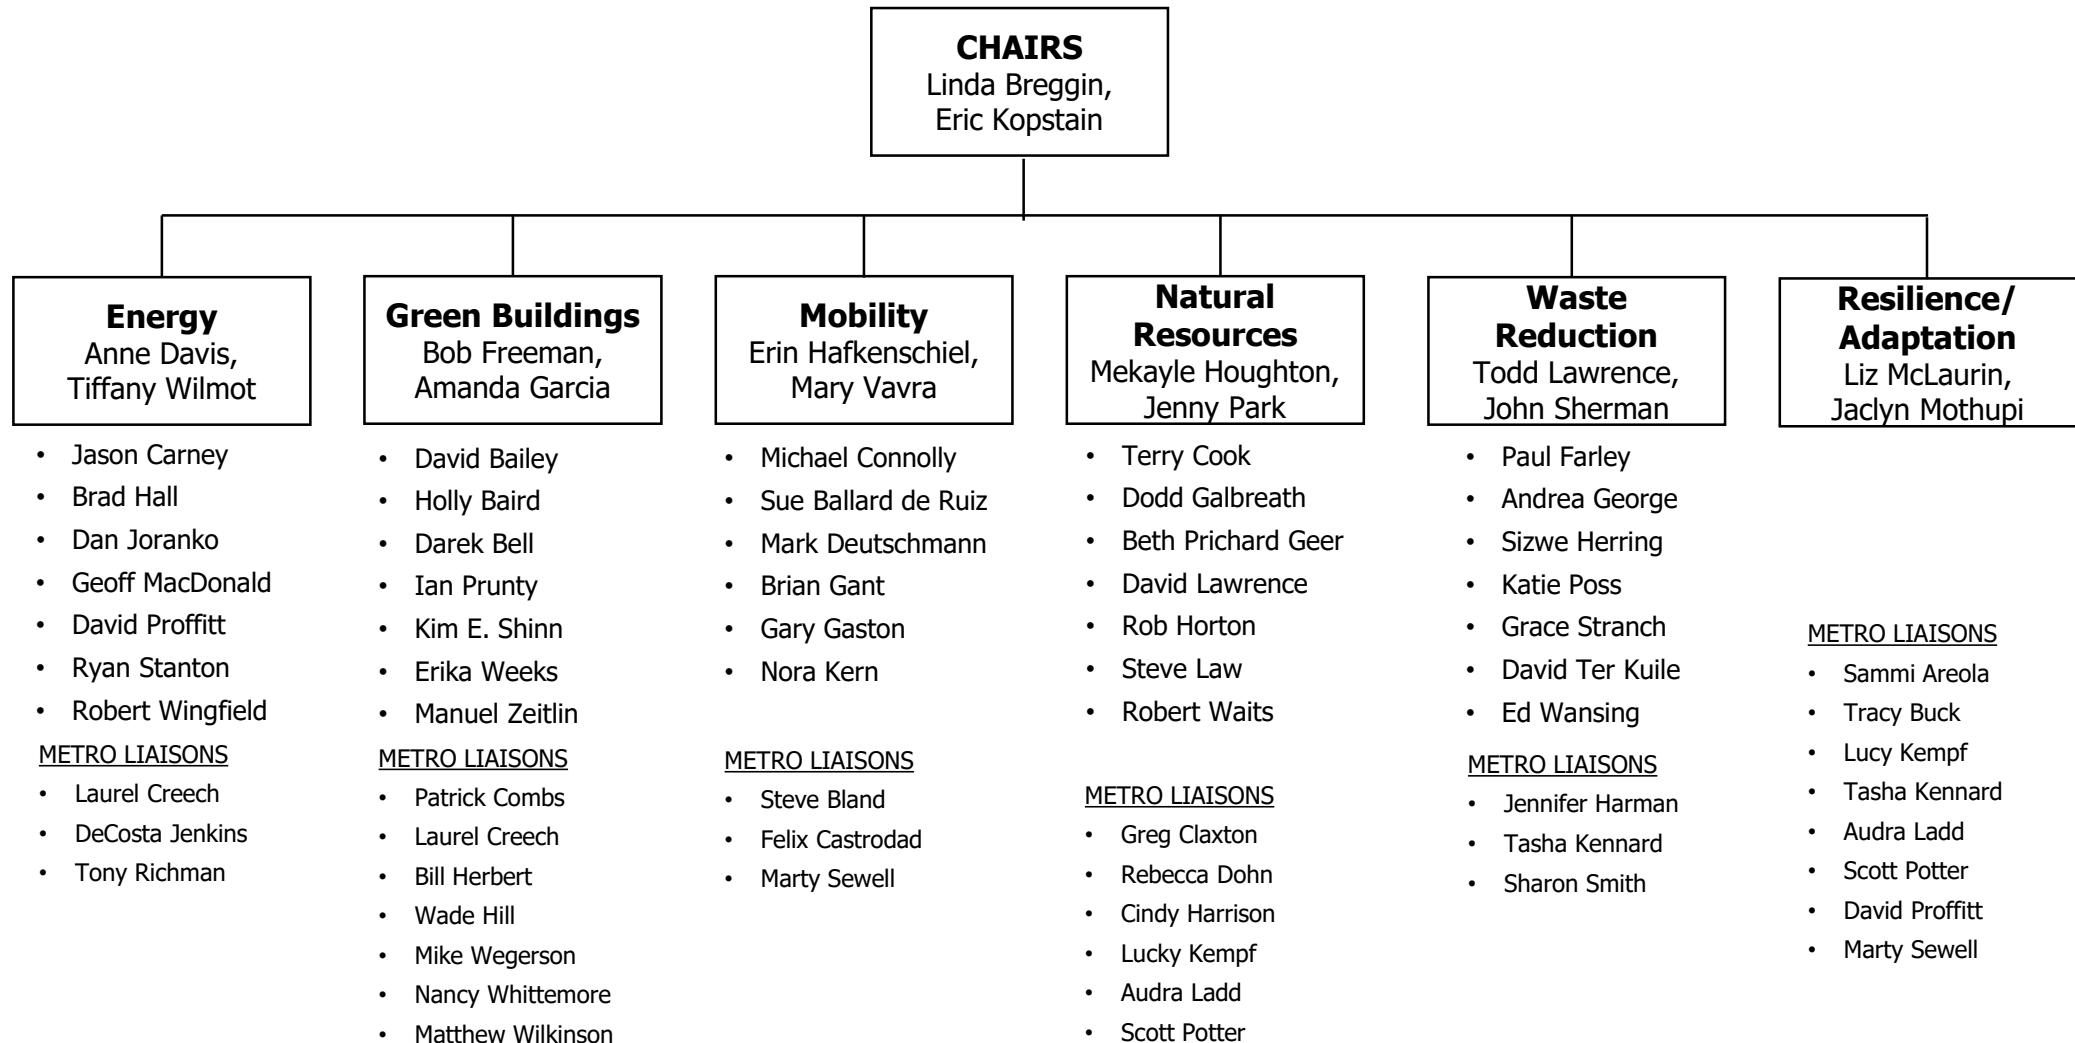 CHAIRS
Linda Breggin,
Eric Kopstain
Energy
Anne Davis,
Tiffany Wilmot
• Jason Carney
• Brad Hall
• Dan Joranko
• Geoff MacDonald
• David Proffitt
• Ryan Stanton
• Robert Wingfield
METRO LIAISONS
• Laurel Creech
• DeCosta Jenkins
• Tony Richman
Green Buildings
Bob Freeman,
Amanda Garcia
• David Bailey
• Holly Baird
• Darek Bell
• Ian Prunty
• Kim E. Shinn
• Erika Weeks
• Manuel Zeitlin
METRO LIAISONS
• Patrick Combs
• Laurel Creech
• Bill Herbert
• Wade Hill
• Mike Wegerson
• Nancy Whittemore
• Matthew Wilkinson
Mobility
Erin Hafkenschiel,
Mary Vavra
• Michael Connolly
• Sue Ballard de Ruiz
• Mark Deutschmann
• Brian Gant
• Gary Gaston
• Nora Kern
METRO LIAISONS
• Steve Bland
• Felix Castrodad
• Marty Sewell
Natural
Resources
Mekayle Houghton,
Jenny Park
• Terry Cook
• Dodd Galbreath
• Beth Prichard Geer
• David Lawrence
• Rob Horton
• Steve Law
• Robert Waits
METRO LIAISONS
• Greg Claxton
• Rebecca Dohn
• Cindy Harrison
• Lucky Kempf
• Audra Ladd
• Scott Potter
Waste
Reduction
Todd Lawrence,
John Sherman
• Paul Farley
• Andrea George
• Sizwe Herring
• Katie Poss
• Grace Stranch
• David Ter Kuile
• Ed Wansing
METRO LIAISONS
• Jennifer Harman
• Tasha Kennard
• Sharon Smith
Resilience/
Adaptation
Liz McLaurin,
Jaclyn Mothupi
METRO LIAISONS
• Sammi Areola
• Tracy Buck
• Lucy Kempf
• Tasha Kennard
• Audra Ladd
• Scott Potter
• David Proffitt
• Marty Sewell